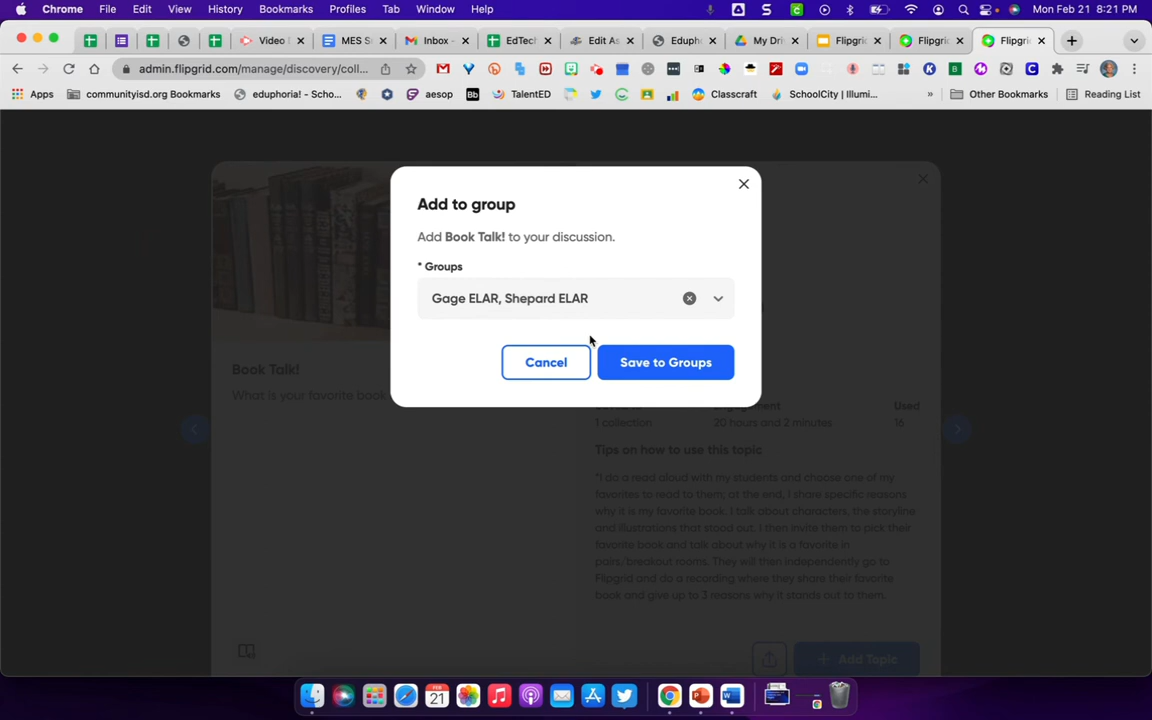 Chrome File Edit View History Bookmarks Profiles Tab Window Help Mon Feb 21 8:21 PM
Video MES S Inbox - EdTech Edit As Eduph My Dri Flipgri Flipgri Flipgri
admin.flipgrid.com/manage/discovery/coll...
Apps communityisd.org Bookmarks eduphoria! - Scho... aesop Bb TalentED Classcraft SchoolCity | Illumi... » Other Bookmarks Reading List
Add to group
Add Book Talk! to your discussion.
* Groups
Gage ELAR, Shepard ELAR
Cancel Save to Groups
Book Talk!
What is your favorite book
Used
1 collection 20 hours and 2 minutes 16
Tips on how to use this topic
"I do a read aloud with my students and choose one of my
favorites to read to them, at the end, I share specific reasons
why it is my favorite book. I talk about characters, the storyline
and illustrations that stood out. I then invite them to pick their
favorite book and talk about why it is a favorite in
pairs/breakout rooms. They will then independently go to
Flipgrid and do a recording where they share their favorite
book and give up to 3 reasons why it stands out to them.
+ Add Topic
FEB
21